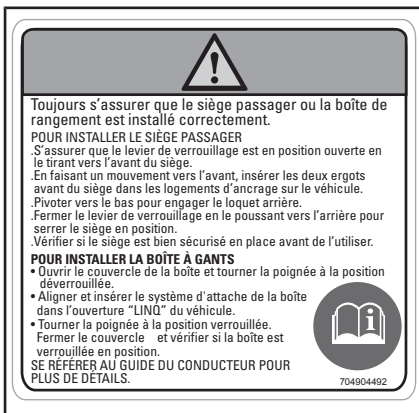 Toujours s'assurer que le siège passager ou la boîte de
rangement est installé correctement.
POUR INSTALLER LE SIÈGE PASSAGER
.S'assurer que le levier de verrouillage est en position ouverte en
le tirant vers l'avant du siège.
.En faisant un mouvement vers l'avant, insérer les deux ergots
avant du siège dans les logements d'ancrage sur le véhicule.
.Pivoter vers le bas pour engager le loquet arrière.
.Fermer le levier de verrouillage en le poussant vers l'arrière pour
serrer le siège en position.
.Vérifier si le siège est bien sécurisé en place avant de l'utiliser.
POUR INSTALLER LA BOÎTE À GANTS
• Ouvrir le couvercle de la boîte et tourner la poignée à la position
déverrouillée.
• Aligner et insérer le système d'attache de la boîte
dans l'ouverture "LINQ" du véhicule.
• Tourner la poignée à la position verrouillée.
Fermer le couvercle et vérifier si la boîte est
verrouillée en position.
SE RÉFÉRER AU GUIDE DU CONDUCTEUR POUR
PLUS DE DÉTAILS.
704904492